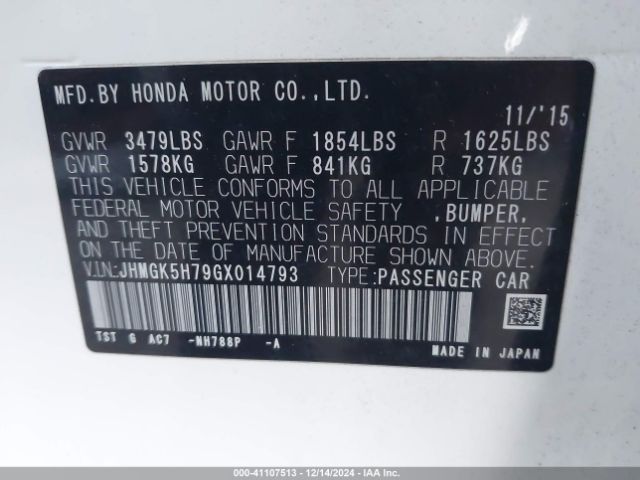 MFD.BY HONDA MOTOR CO.,LTD.
11/'15
GVWR 3479LBS GAWR F 1854LBS R 1625LBS
GVWR 1578KG GAWR F 841KG R 737KG
THIS VEHICLE CONFORMS TO ALL APPLICABLE
FEDERAL MOTOR VEHICLE SAFETY ,BUMPER,
AND THEFT PREVENTION STANDARDS IN EFFECT
ON THE DATE OF MANUFACTURE SHOWN ABOVE.
V.I.N:JHMGK5H79GX014793 TYPE:PASSENGER CAR
TST G AC7 -NH788P -A
MADE IN JAPAN
000-41107513 - 12/14/2024 - IAA Inc.